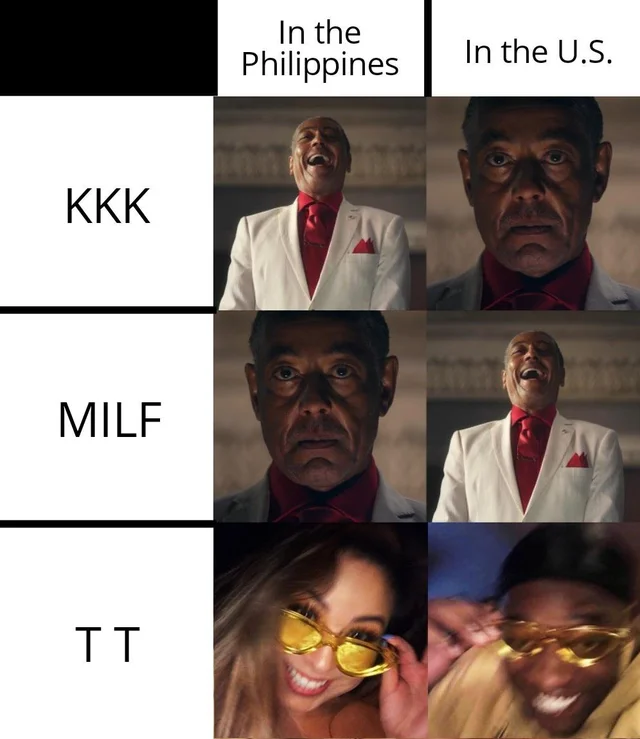 In the
Philippines
In the U.S.
KKK
MILF
T T